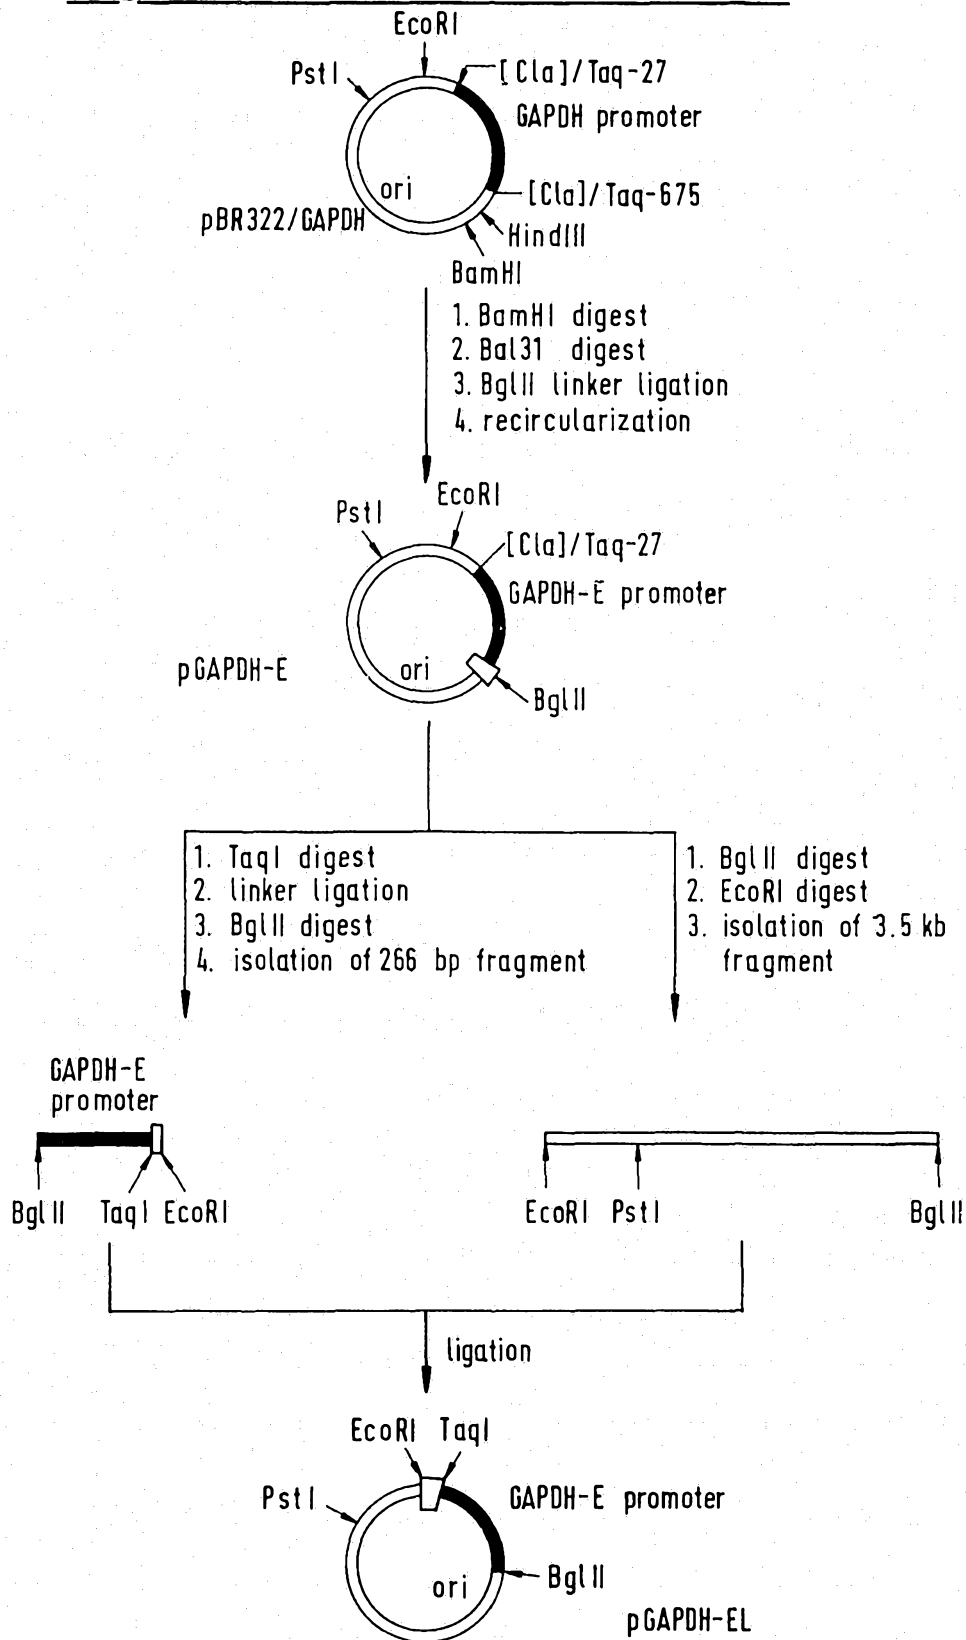 EcoRI
PstI
[Cla]/Taq-27
GAPDH promoter
ori
[Cla]/Taq-675
pBR322/GAPDH
HindIII
BamHI
1. BamHI digest
2. Bal31 digest
3. BglII linker ligation
4. recircularization
EcoRI
PstI
[Cla]/Taq-27
GAPDH-E promoter
pGAPDH-E
ori
BglII
1. TaqI digest
2. linker ligation
3. BglII digest
4. isolation of 266 bp fragment
1. BglII digest
2. EcoRI digest
3. isolation of 3.5 kb
fragment
GAPDH-E
promoter
BglII TaqI EcoRI
EcoRI PstI BglII
ligation
EcoRI TaqI
PstI
GAPDH-E promoter
ori
BglII
pGAPDH-EL